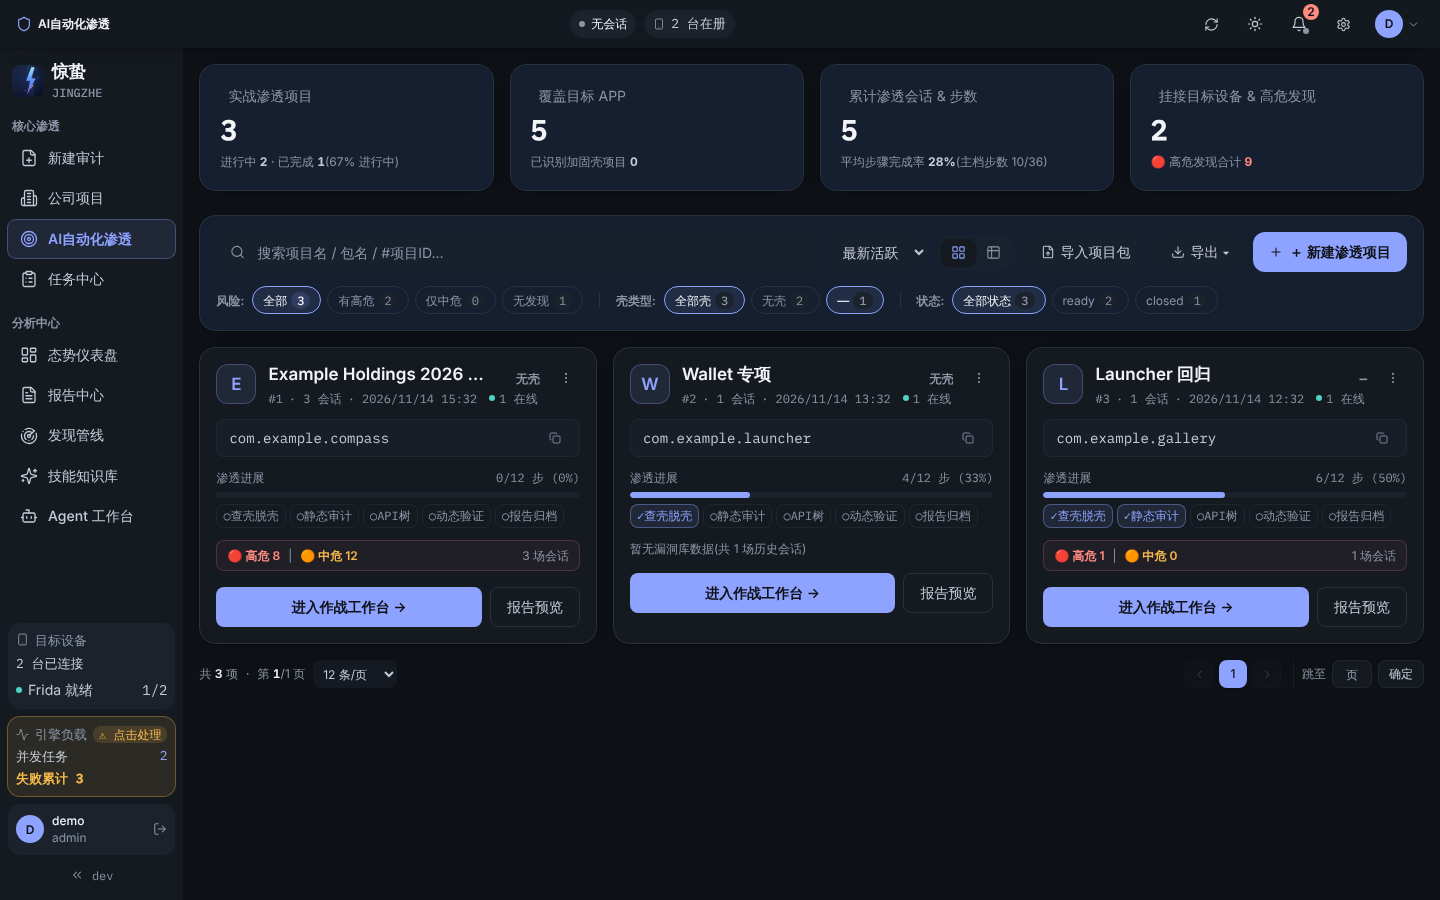 AI自动化渗透
无会话
2 台在册
2
D
惊蛰
JINGZHE
核心渗透
新建审计
公司项目
AI自动化渗透
任务中心
分析中心
态势仪表盘
报告中心
发现管线
技能知识库
Agent 工作台
目标设备
2 台已连接
Frida 就绪 1/2
引擎负载 ⚠ 点击处理
并发任务 2
失败累计 3
D
demo
admin
dev
实战渗透项目
3
进行中 2 · 已完成 1(67% 进行中)
覆盖目标 APP
5
已识别加固壳项目 0
累计渗透会话 & 步数
5
平均步骤完成率 28%(主档步数 10/36)
挂接目标设备 & 高危发现
2
🔴 高危发现合计 9
搜索项目名 / 包名 / #项目ID...
最新活跃
导入项目包
导出
+ 新建渗透项目
风险: 全部 3 有高危 2 仅中危 0 无发现 1
壳类型: 全部壳 3 无壳 2 — 1
状态: 全部状态 3 ready 2 closed 1
E
Example Holdings 2026 ...
无壳
#1 · 3 会话 · 2026/11/14 15:32 1 在线
com.example.compass
渗透进展 0/12 步 (0%)
○查壳脱壳 ○静态审计 ○API树 ○动态验证 ○报告归档
🔴 高危 8 | 🟠 中危 12 3 场会话
进入作战工作台 →
报告预览
W
Wallet 专项
无壳
#2 · 1 会话 · 2026/11/14 13:32 1 在线
com.example.launcher
渗透进展 4/12 步 (33%)
✓查壳脱壳 ○静态审计 ○API树 ○动态验证 ○报告归档
暂无漏洞库数据(共 1 场历史会话)
进入作战工作台 →
报告预览
L
Launcher 回归
—
#3 · 1 会话 · 2026/11/14 12:32 1 在线
com.example.gallery
渗透进展 6/12 步 (50%)
✓查壳脱壳 ✓静态审计 ○API树 ○动态验证 ○报告归档
🔴 高危 1 | 🟠 中危 0 1 场会话
进入作战工作台 →
报告预览
共 3 项 · 第 1/1 页
12 条/页
1
跳至
页
确定